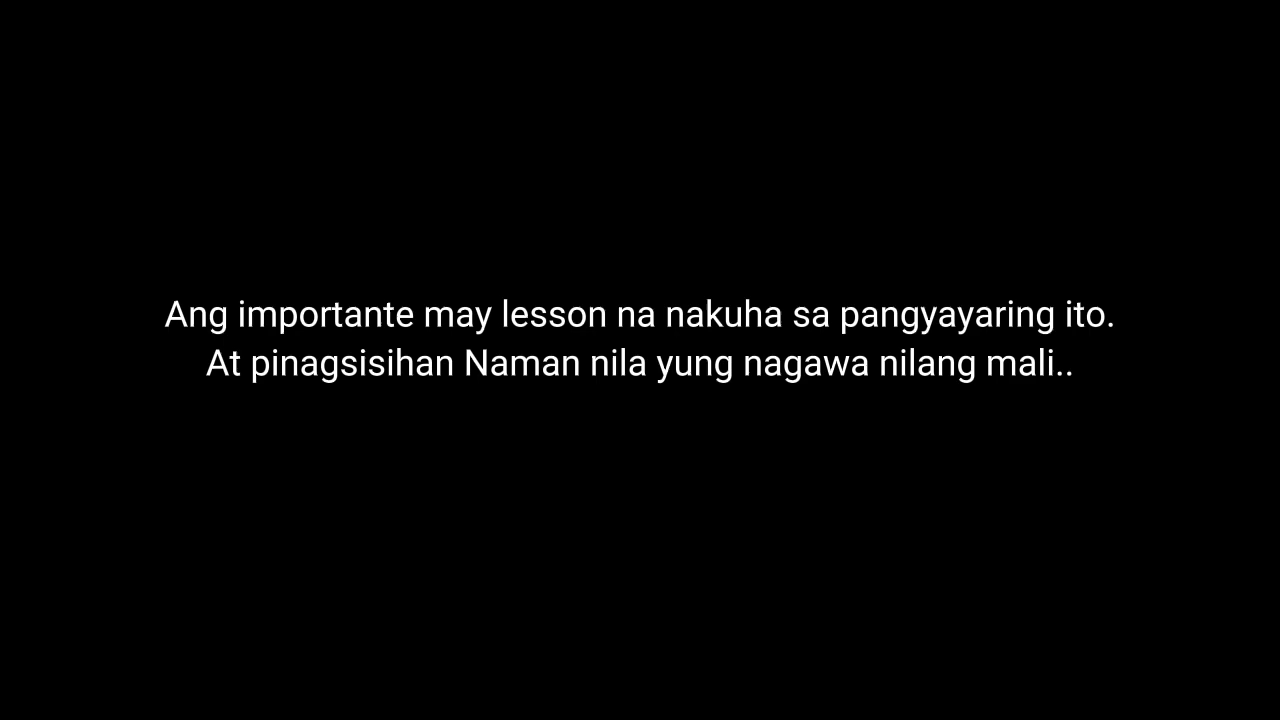 Ang importante may lesson na nakuha sa pangyayaring ito.
At pinagsisihan Naman nila yung nagawa nilang mali..